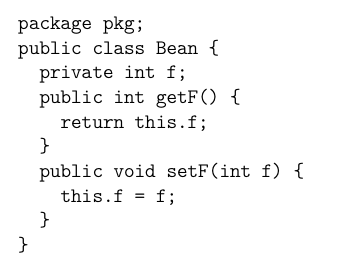 package pkg;
public class Bean {
  private int f;
  public int getF() {
    return this.f;
  }
  public void setF(int f) {
    this.f = f;
  }
}